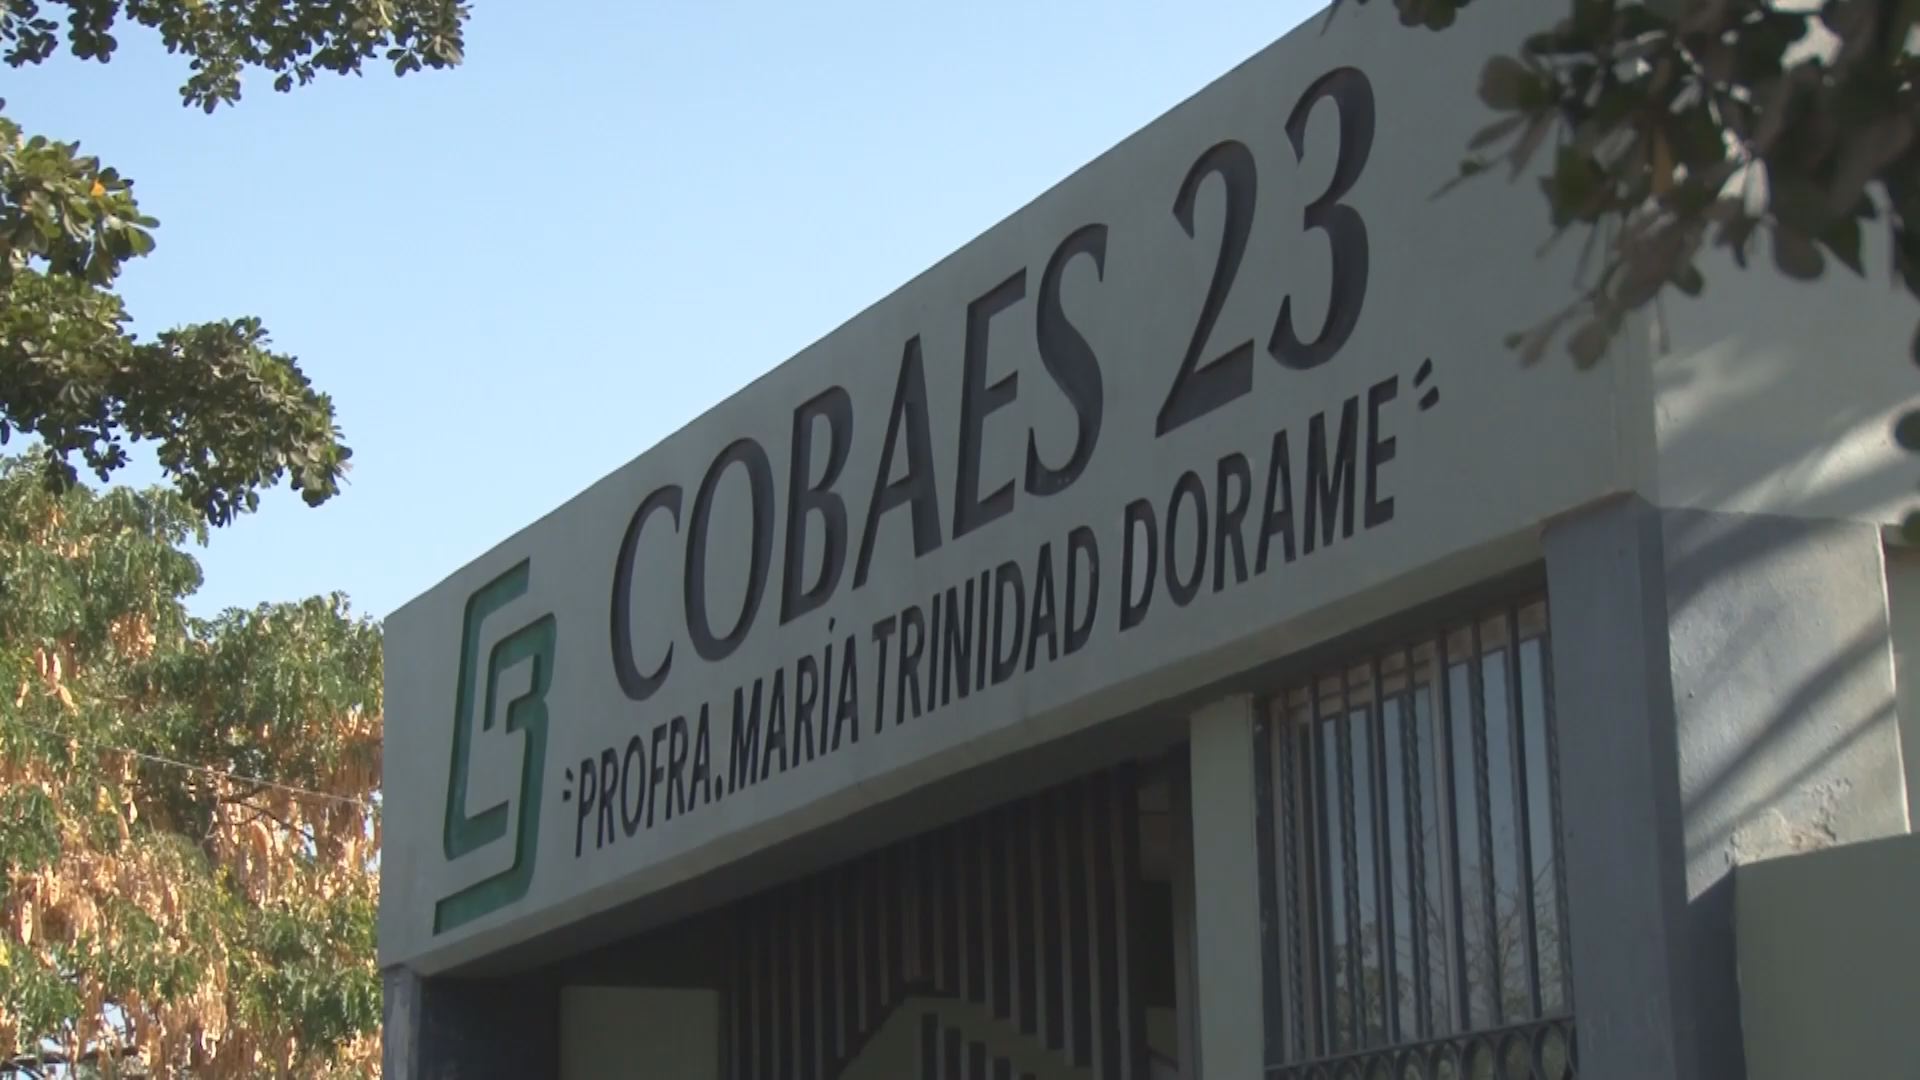 COBAES 23
"PROFRA. MARÍA TRINIDAD DORAME"